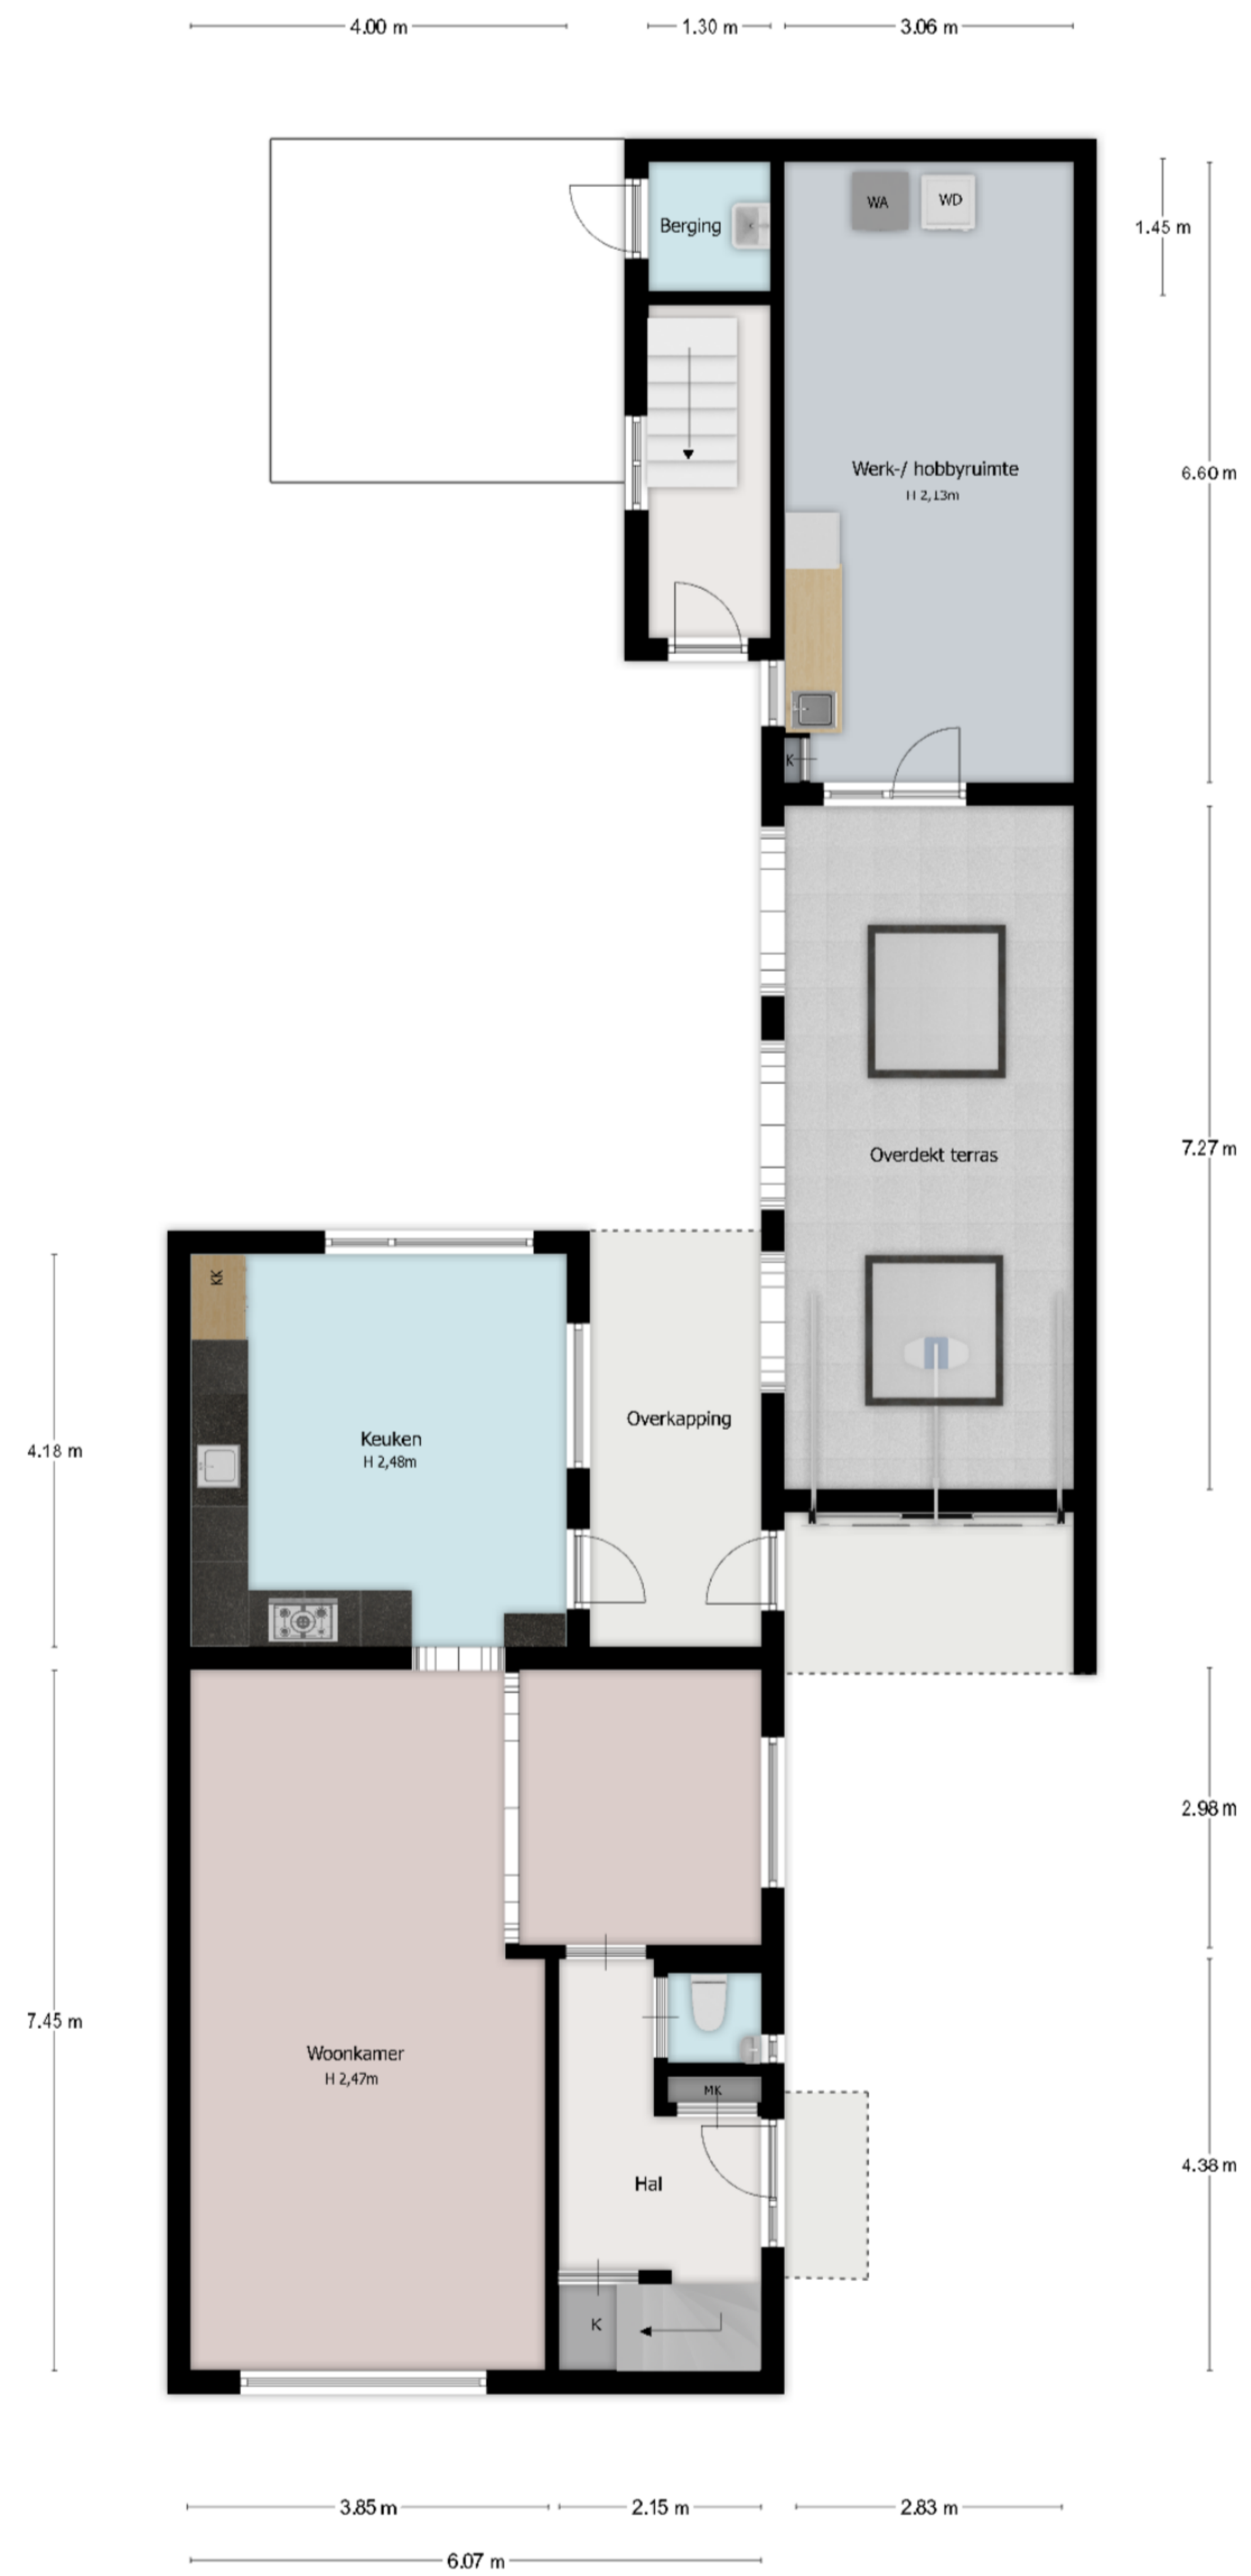 4.00 m
1.30 m
3.06 m
WA
WD
Berging
1.45 m
Werk-/ hobbyruimte
H 2,13m
6.60 m
K
Overdekt terras
7.27 m
KK
Overkapping
Keuken
H 2,48m
4.18 m
2.98 m
7.45 m
Woonkamer
H 2,47m
MK
4.38 m
Hal
K
3.85 m
2.15 m
2.83 m
6.07 m